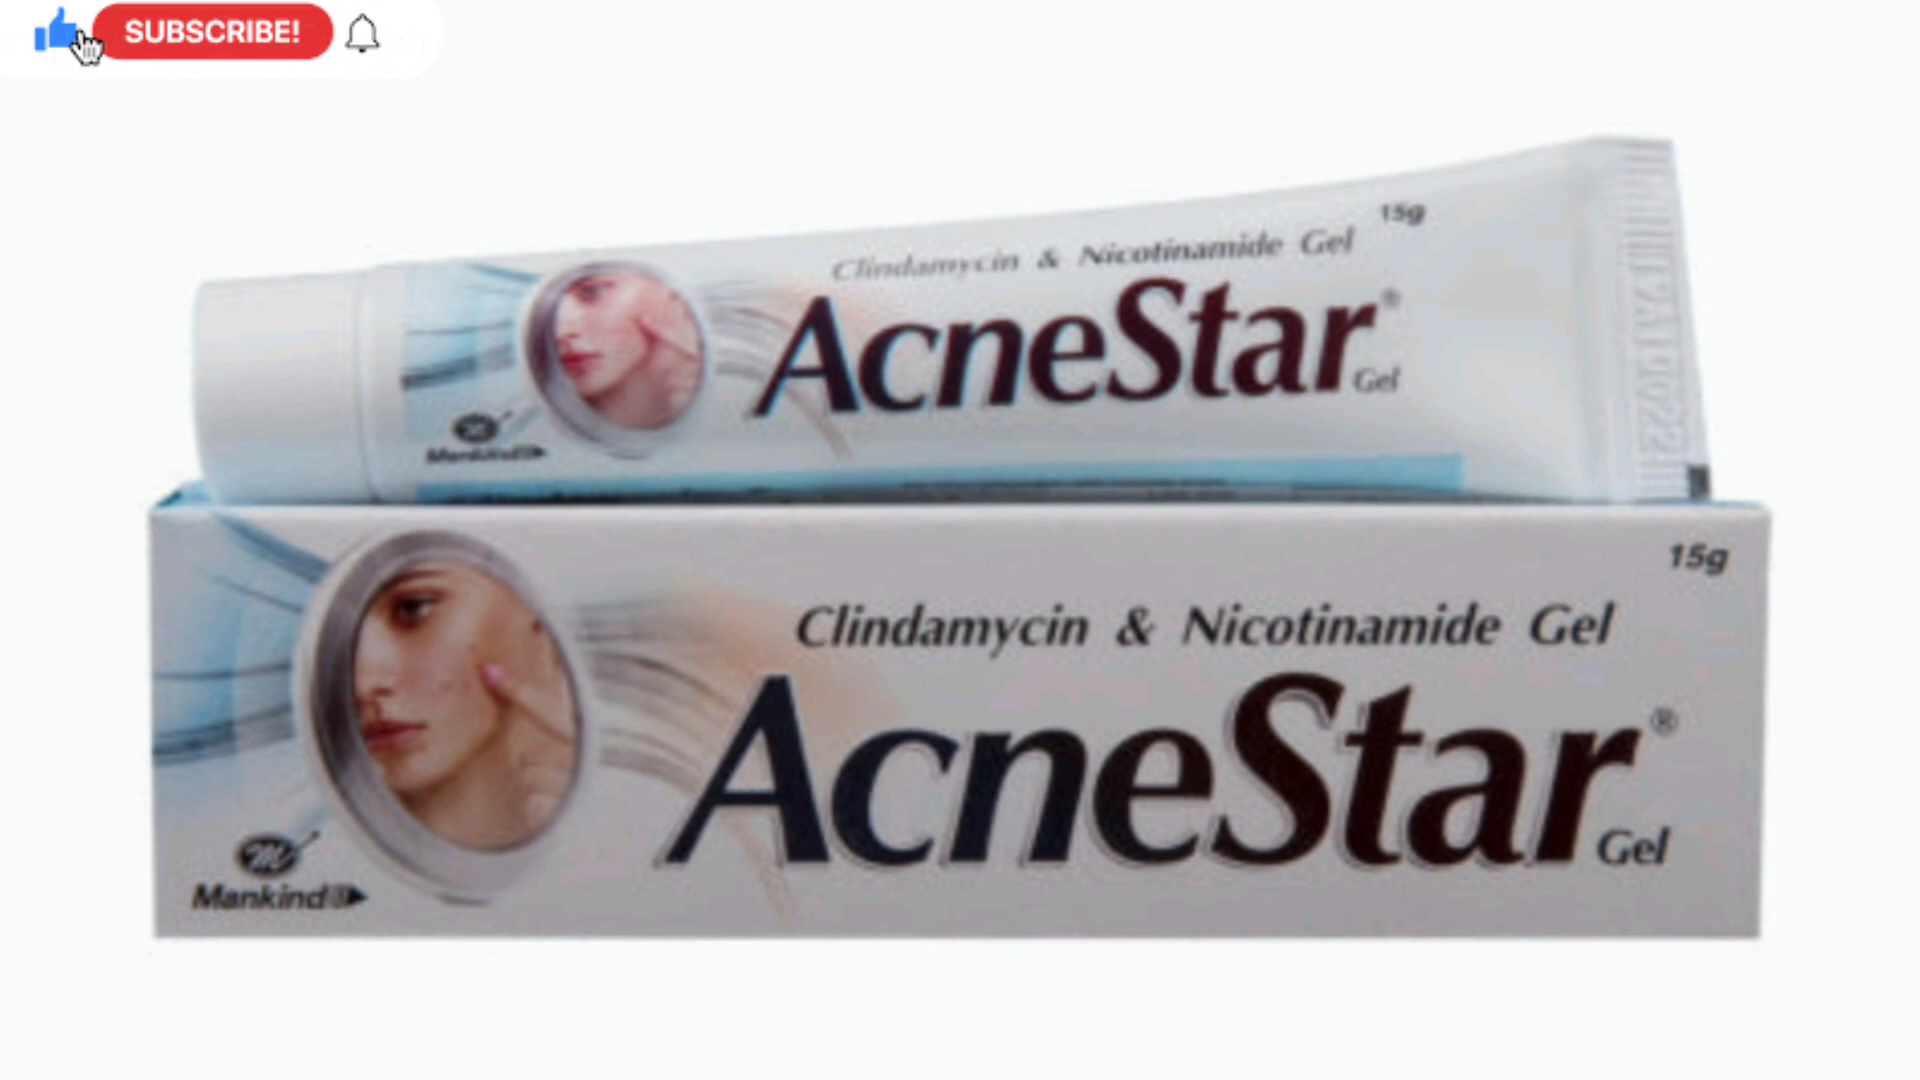 SUBSCRIBE!
15g
Clindamycin & Nicotinamide Gel
AcneStar®
Gel
Mankind
15g
Clindamycin & Nicotinamide Gel
AcneStar®
Gel
Mankind